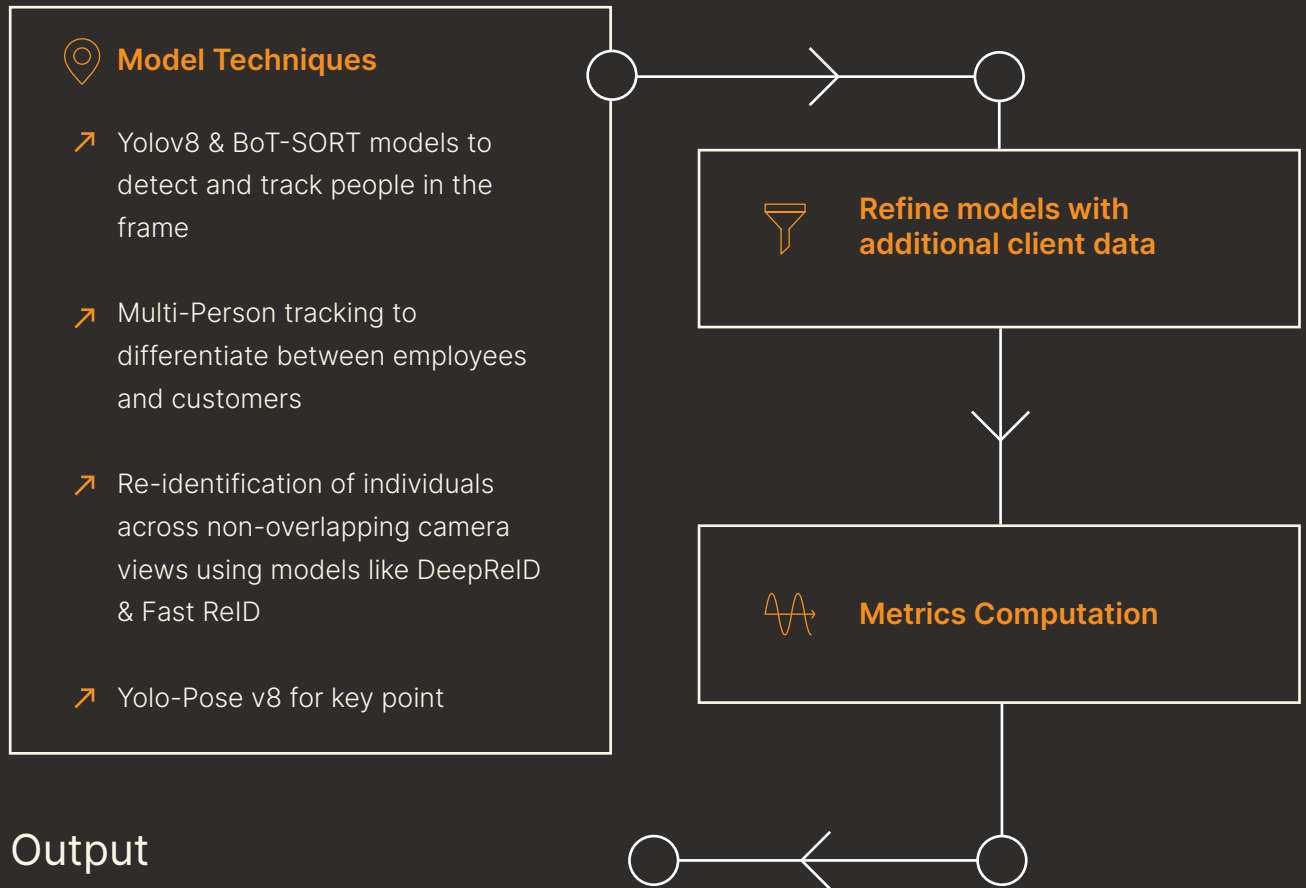 Model Techniques
Yolov8 & BoT-SORT models to
detect and track people in the
frame
Multi-Person tracking to
differentiate between employees
and customers
Re-identification of individuals
across non-overlapping camera
views using models like DeepReID
& Fast ReID
Yolo-Pose v8 for key point
Refine models with
additional client data
Metrics Computation
Output